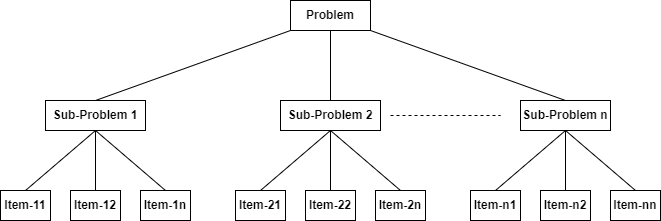 Problem
Sub-Problem 1
Sub-Problem 2
Sub-Problem n
Item-11
Item-12
Item-1n
Item-21
Item-22
Item-2n
Item-n1
Item-n2
Item-nn